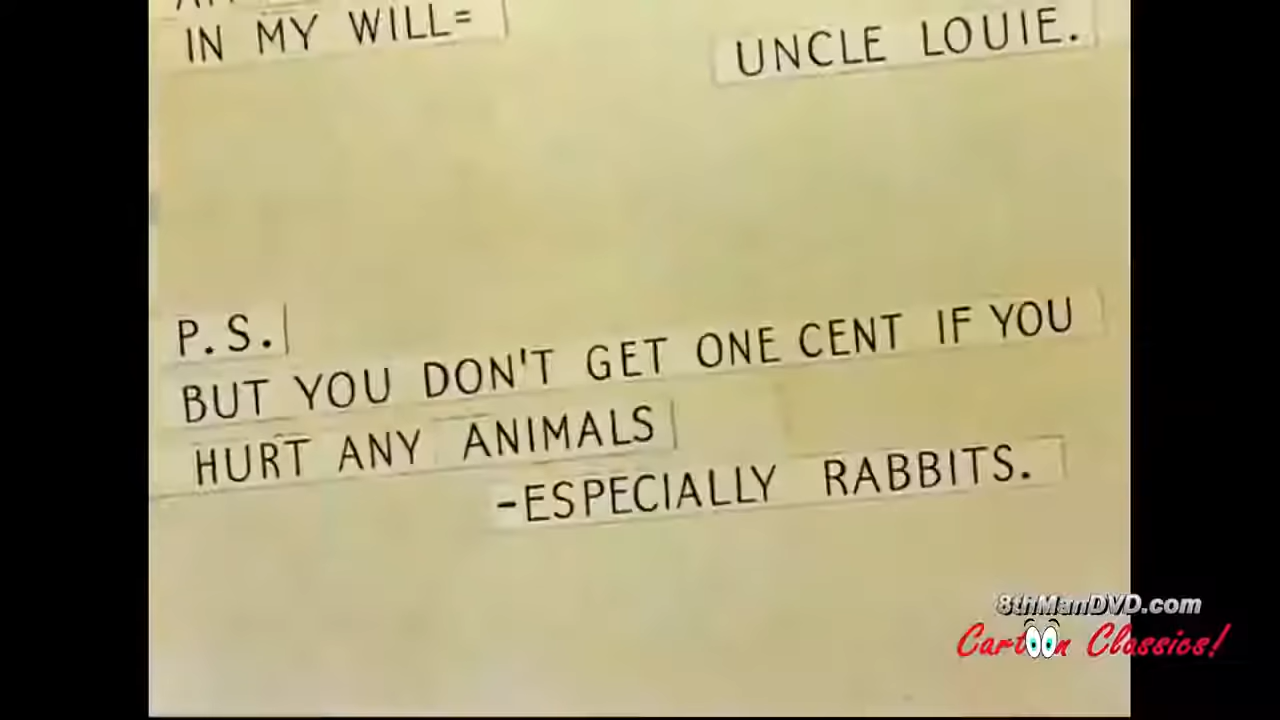 IN MY WILL=
UNCLE LOUIE.
P.S.
BUT YOU DON'T GET ONE CENT IF YOU
HURT ANY ANIMALS
-ESPECIALLY RABBITS.
8thManDVD.com
Cartoon Classics!